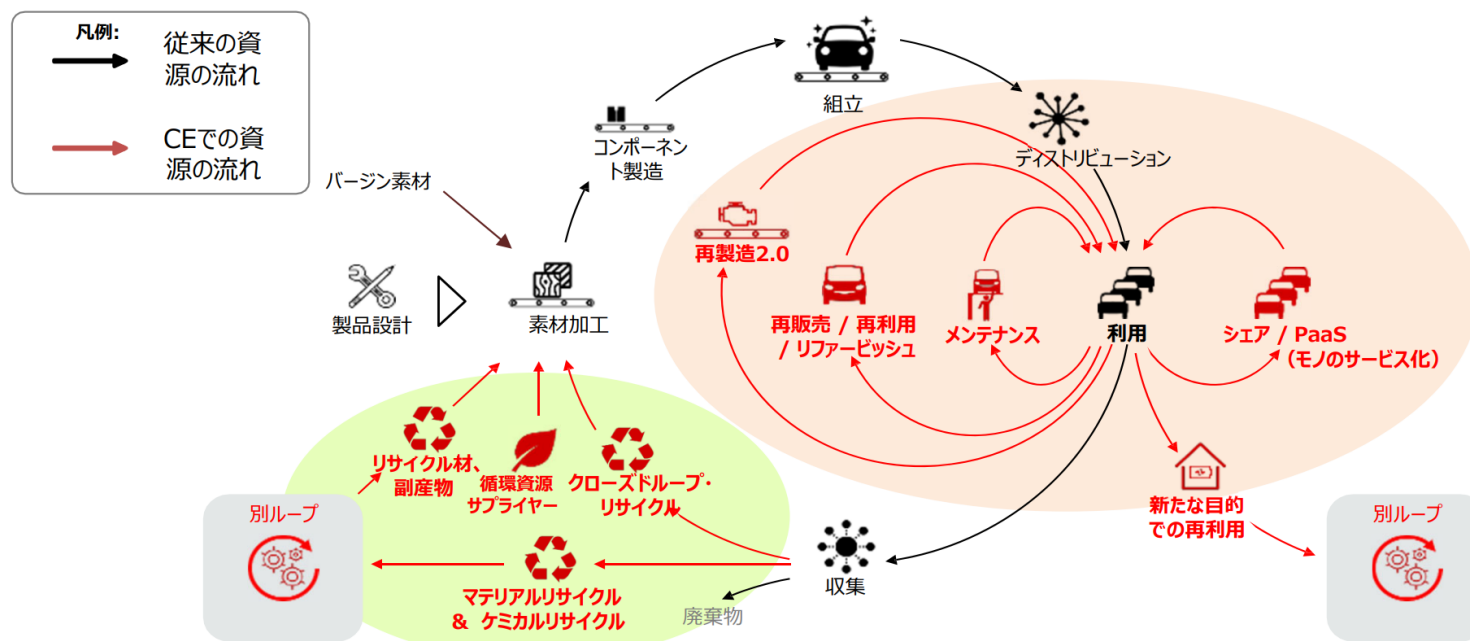 凡例:
従来の資
源の流れ
CEでの資
源の流れ
組立
コンポーネン
ト製造
ディストリビューション
バージン素材
再製造2.0
製品設計
素材加工
再販売 / 再利用
/ リファービッシュ
メンテナンス
利用
シェア / PaaS
（モノのサービス化）
リサイクル材、
副産物
循環資源
サプライヤー
クローズドループ・
リサイクル
新たな目的
での再利用
別ループ
別ループ
収集
マテリアルリサイクル
& ケミカルリサイクル
廃棄物